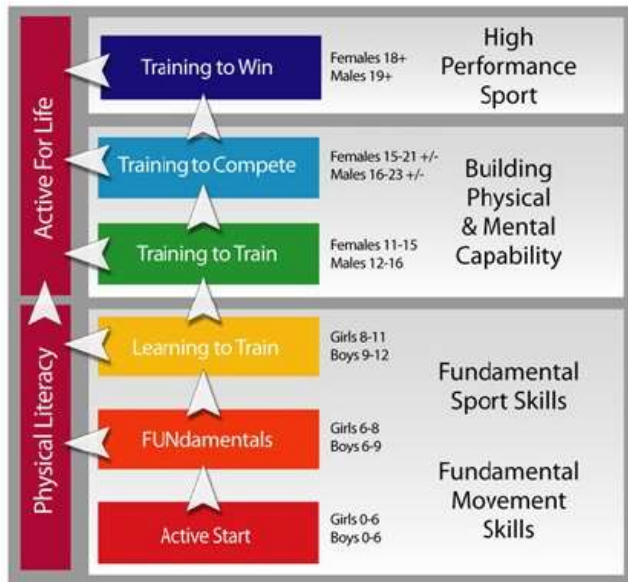 Active For Life
Physical Literacy
Training to Win
Females 18+
Males 19+
High
Performance
Sport
Training to Compete
Females 15-21 +/-
Males 16-23 +/-
Building
Physical
& Mental
Capability
Training to Train
Females 11-15
Males 12-16
Learning to Train
Girls 8-11
Boys 9-12
Fundamental
Sport Skills
FUNdamentals
Girls 6-8
Boys 6-9
Fundamental
Movement
Skills
Active Start
Girls 0-6
Boys 0-6